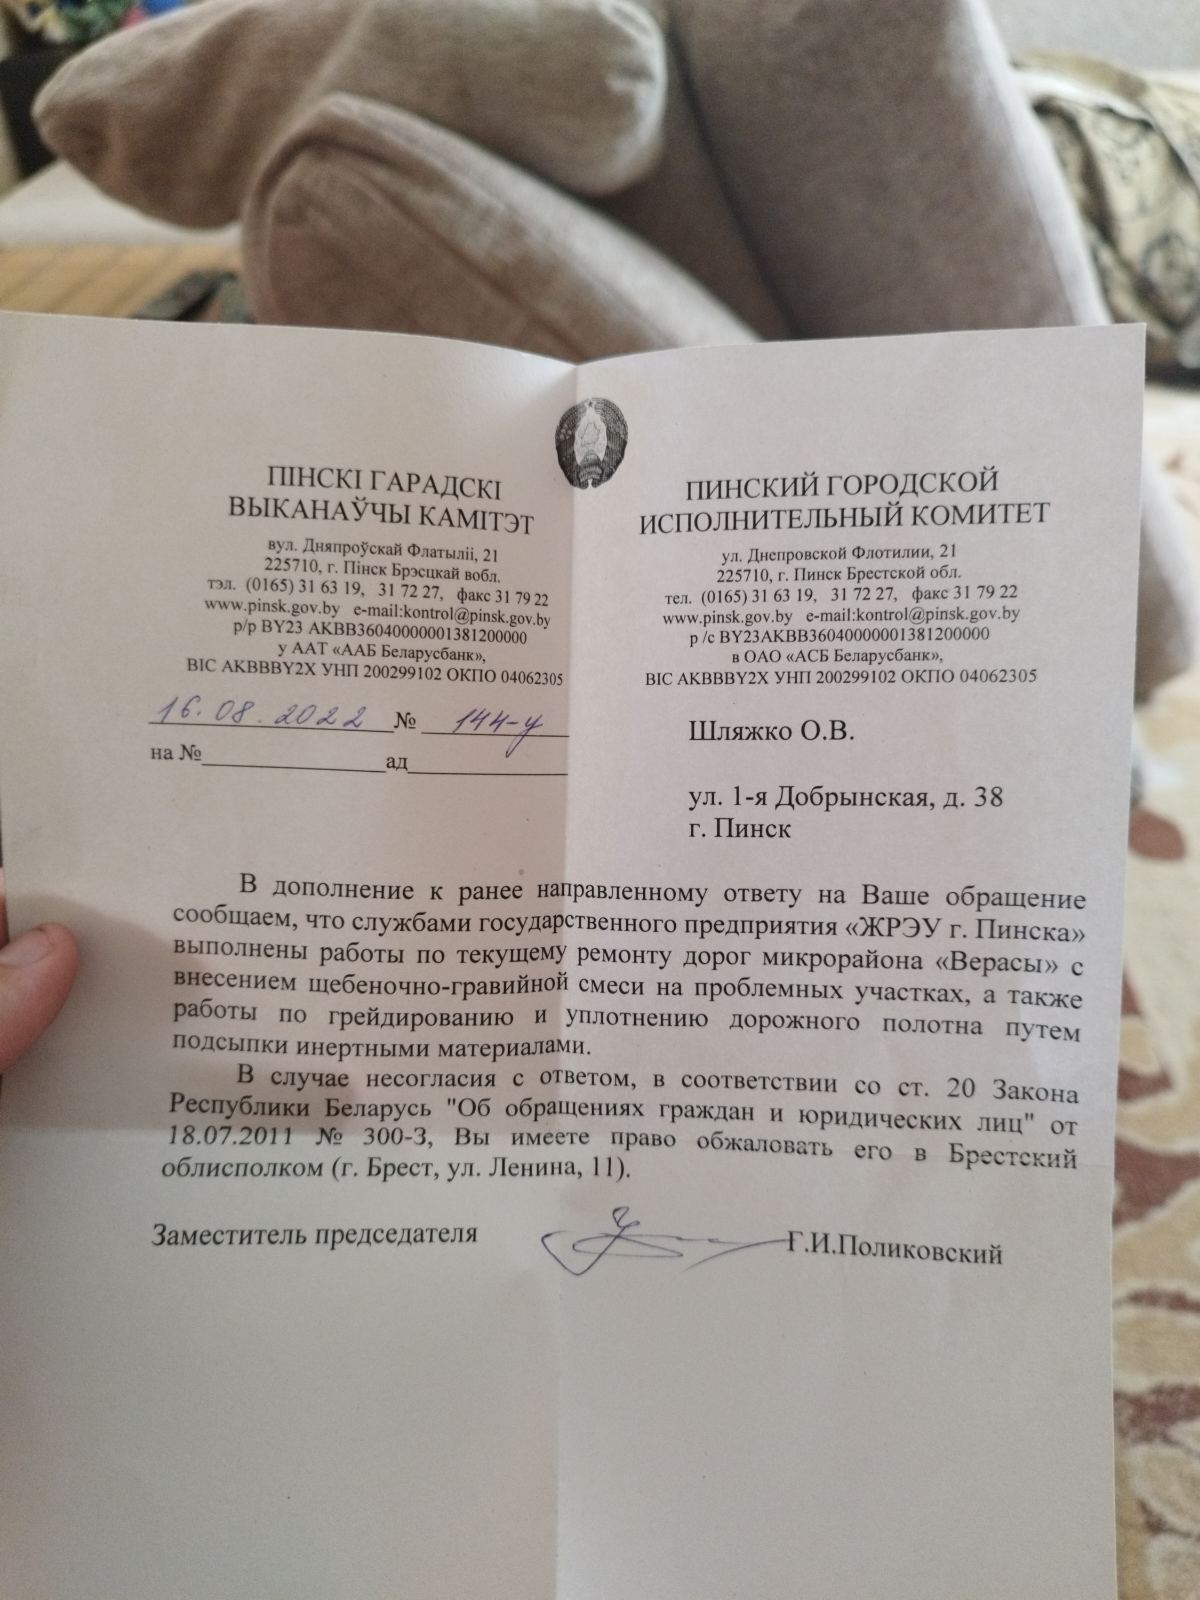 ПІНСКІ ГАРАДСКІ
ВЫКАНАЎЧЫ КАМІТЭТ
вул. Дняпроўскай Флатыліі, 21
225710, г. Пінск Брэсцкай вобл.
тэл. (0165) 31 63 19, 31 72 27, факс 31 79 22
www.pinsk.gov.by e-mail:kontrol@pinsk.gov.by
р/р BY23 AKBB36040000001381200000
у ААТ «ААБ Беларусбанк»,
BIC AKBBBY2X УНП 200299102 ОКПО 04062305
16.08.2022 № 144-у
на № ад
ПИНСКИЙ ГОРОДСКОЙ
ИСПОЛНИТЕЛЬНЫЙ КОМИТЕТ
ул. Днепровской Флотилии, 21
225710, г. Пинск Брестской обл.
тел. (0165) 31 63 19, 31 72 27, факс 31 79 22
www.pinsk.gov.by e-mail:kontrol@pinsk.gov.by
р /с BY23AKBB36040000001381200000
в ОАО «АСБ Беларусбанк»,
BIC AKBBBY2X УНП 200299102 ОКПО 04062305
Шляжко О.В.
ул. 1-я Добрынская, д. 38
г. Пинск
В дополнение к ранее направленному ответу на Ваше обращение
сообщаем, что службами государственного предприятия «ЖРЭУ г. Пинска»
выполнены работы по текущему ремонту дорог микрорайона «Верасы» с
внесением щебеночно-гравийной смеси на проблемных участках, а также
работы по грейдированию и уплотнению дорожного полотна путем
подсыпки инертными материалами.
В случае несогласия с ответом, в соответствии со ст. 20 Закона
Республики Беларусь "Об обращениях граждан и юридических лиц" от
18.07.2011 № 300-З, Вы имеете право обжаловать его в Брестский
облисполком (г. Брест, ул. Ленина, 11).
Заместитель председателя Г.И.Поликовский